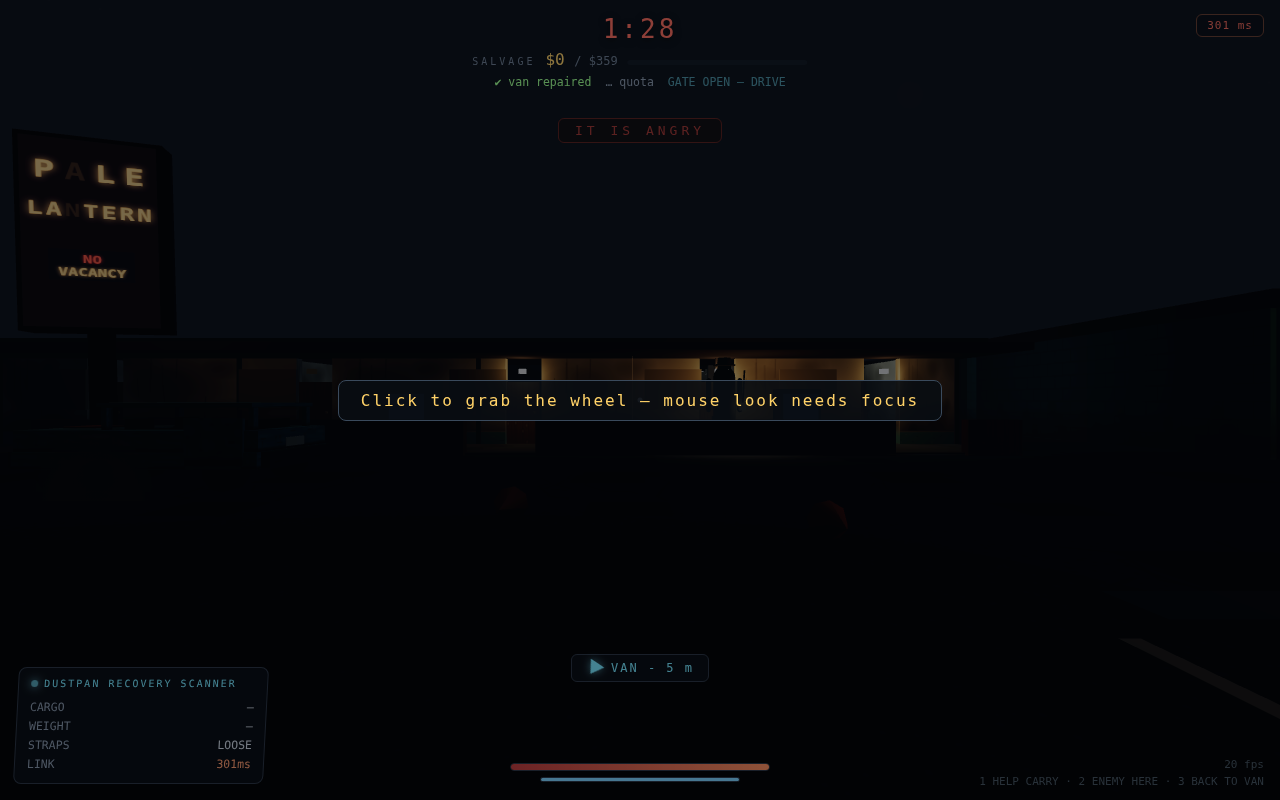 1:28
301 ms
SALVAGE $0 / $359
✔ van repaired … quota GATE OPEN — DRIVE
IT IS ANGRY
PALE
LANTERN
NO
VACANCY
Click to grab the wheel — mouse look needs focus
VAN - 5 m
DUSTPAN RECOVERY SCANNER
CARGO —
WEIGHT —
STRAPS LOOSE
LINK 301ms
20 fps
1 HELP CARRY · 2 ENEMY HERE · 3 BACK TO VAN